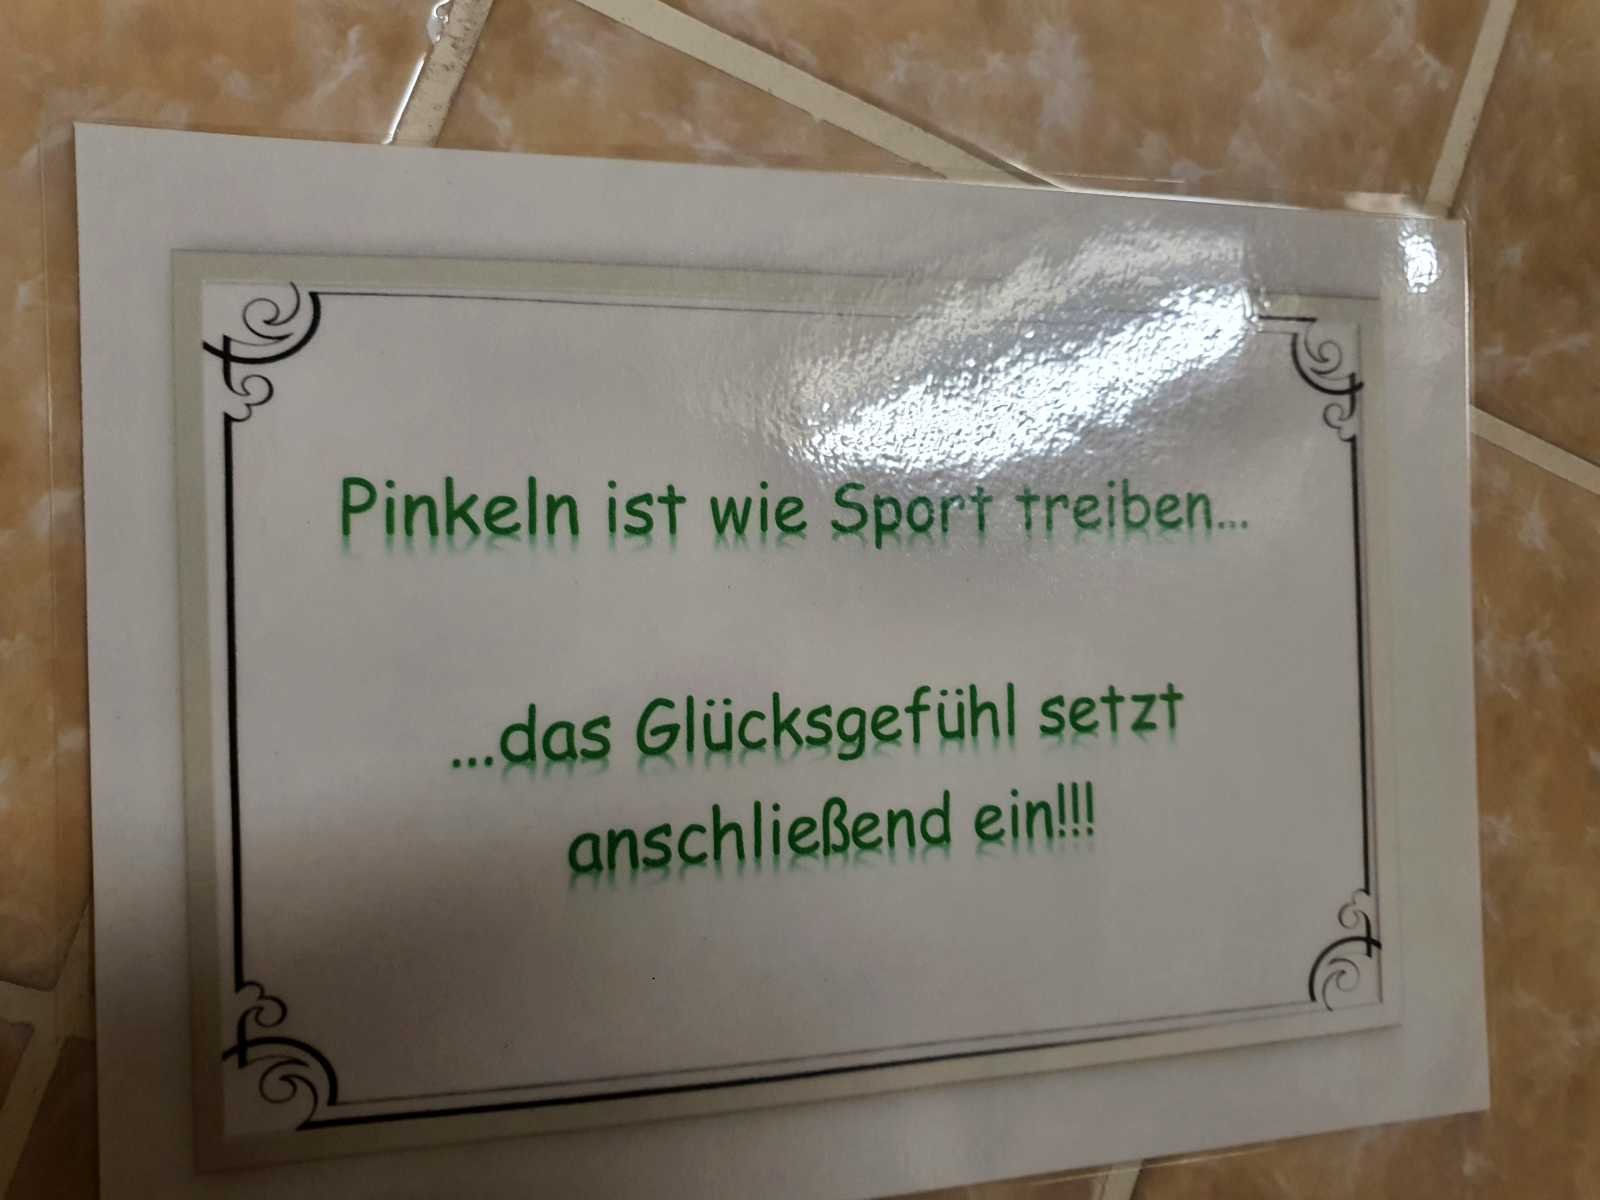 Pinkeln ist wie Sport treiben...
...das Glücksgefühl setzt
anschließend ein!!!